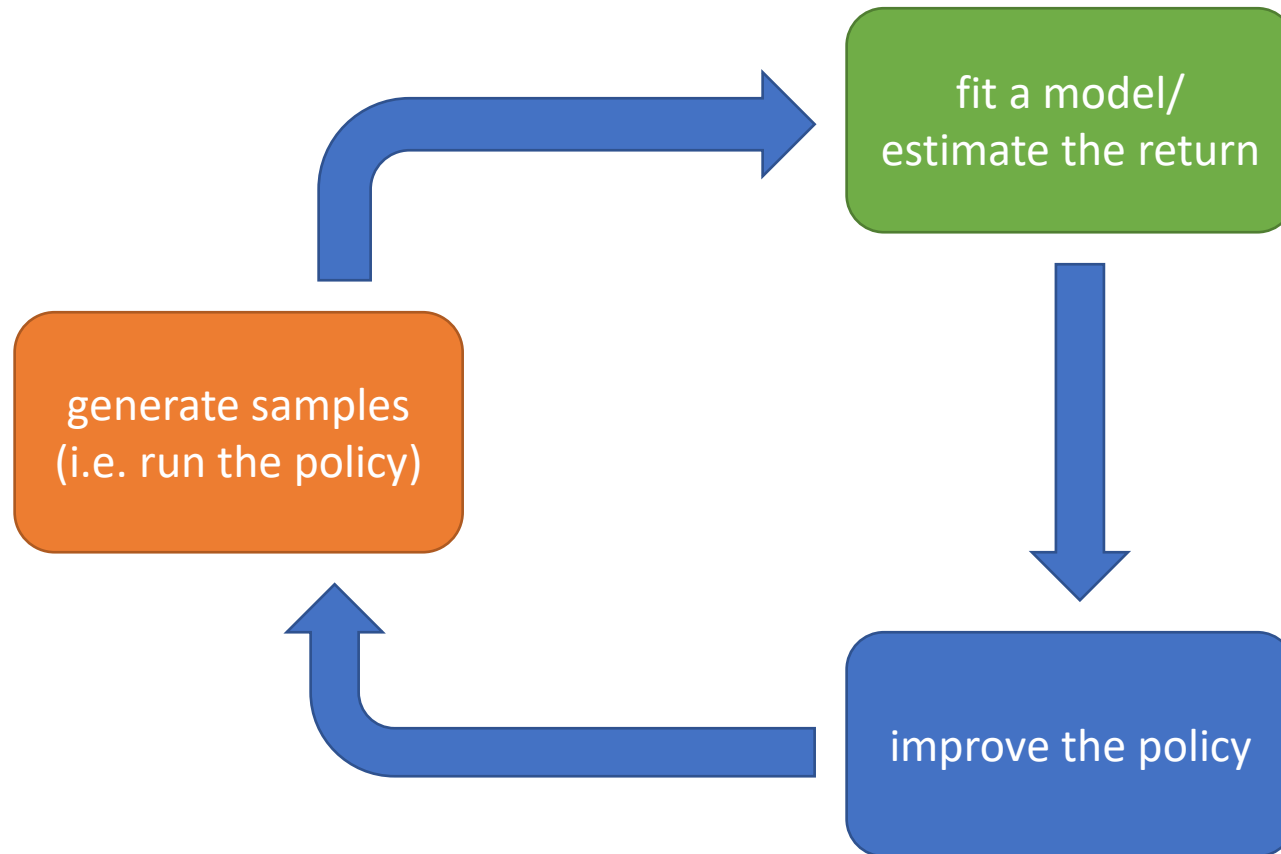 fit a model/
estimate the return
generate samples
(i.e. run the policy)
improve the policy